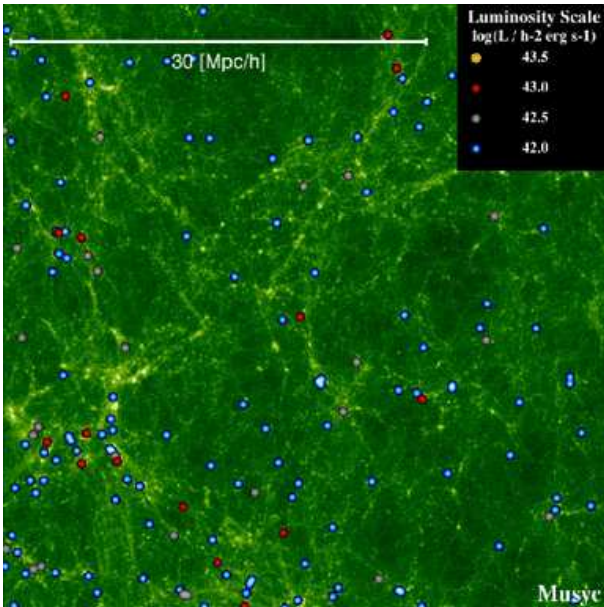 Luminosity Scale
log(L / h-2 erg s-1)
43.5
43.0
42.5
42.0
30 [Mpc/h]
Musyc